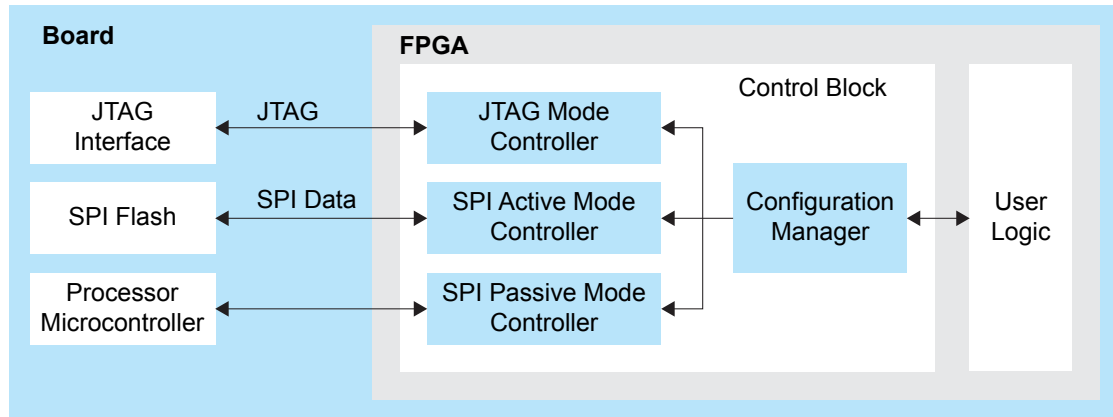 Board
FPGA
Control Block
JTAG
Interface
JTAG
JTAG Mode
Controller
SPI Flash
SPI Data
SPI Active Mode
Controller
Configuration
Manager
User
Logic
Processor
Microcontroller
SPI Passive Mode
Controller